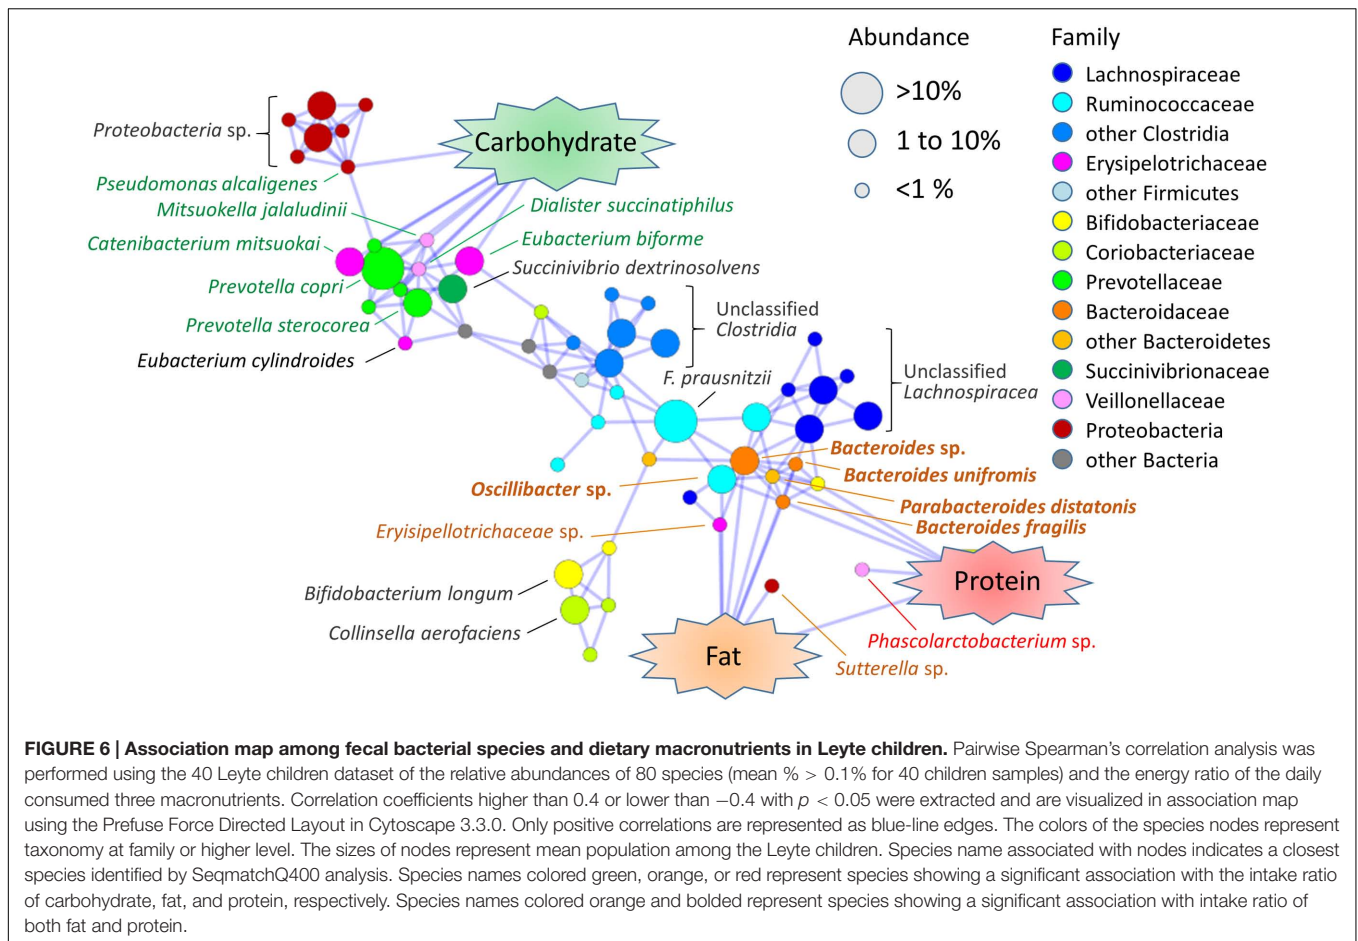 Abundance
>10%
1 to 10%
<1 %
Family
Lachnospiraceae
Ruminococcaceae
other Clostridia
Erysipelotrichaceae
other Firmicutes
Bifidobacteriaceae
Coriobacteriaceae
Prevotellaceae
Bacteroidaceae
other Bacteroidetes
Succinivibrionaceae
Veillonellaceae
Proteobacteria
other Bacteria
Proteobacteria sp.
Carbohydrate
Pseudomonas alcaligenes
Mitsuokella jalaludinii
Dialister succinatiphilus
Catenibacterium mitsuokai
Eubacterium biforme
Succinivibrio dextrinosolvens
Prevotella copri
Prevotella sterocorea
Eubacterium cylindroides
Unclassified
Clostridia
F. prausnitzii
Unclassified
Lachnospiracea
Bacteroides sp.
Bacteroides unifromis
Oscillibacter sp.
Parabacteroides distatonis
Bacteroides fragilis
Eryisipellotrichaceae sp.
Protein
Bifidobacterium longum
Collinsella aerofaciens
Fat
Phascolarctobacterium sp.
Sutterella sp.
FIGURE 6 | Association map among fecal bacterial species and dietary macronutrients in Leyte children. Pairwise Spearman's correlation analysis was
performed using the 40 Leyte children dataset of the relative abundances of 80 species (mean % > 0.1% for 40 children samples) and the energy ratio of the daily
consumed three macronutrients. Correlation coefficients higher than 0.4 or lower than −0.4 with p < 0.05 were extracted and are visualized in association map
using the Prefuse Force Directed Layout in Cytoscape 3.3.0. Only positive correlations are represented as blue-line edges. The colors of the species nodes represent
taxonomy at family or higher level. The sizes of nodes represent mean population among the Leyte children. Species name associated with nodes indicates a closest
species identified by SeqmatchQ400 analysis. Species names colored green, orange, or red represent species showing a significant association with the intake ratio
of carbohydrate, fat, and protein, respectively. Species names colored orange and bolded represent species showing a significant association with intake ratio of
both fat and protein.